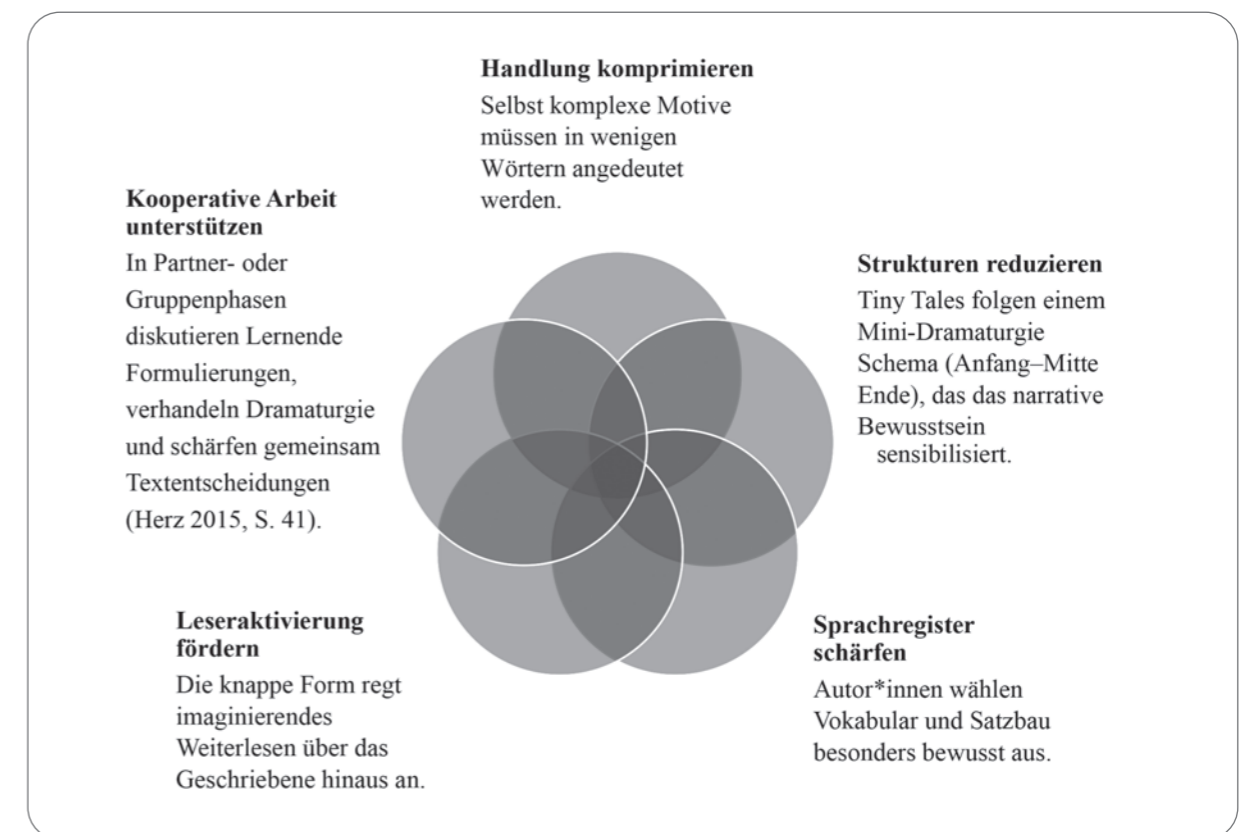 Handlung komprimieren
Selbst komplexe Motive
müssen in wenigen
Wörtern angedeutet
werden.
Strukturen reduzieren
Tiny Tales folgen einem
Mini-Dramaturgie
Schema (Anfang–Mitte
Ende), das das narrative
Bewusstsein
sensibilisiert.
Sprachregister
schärfen
Autor*innen wählen
Vokabular und Satzbau
besonders bewusst aus.
Leseraktivierung
fördern
Die knappe Form regt
imaginierendes
Weiterlesen über das
Geschriebene hinaus an.
Kooperative Arbeit
unterstützen
In Partner- oder
Gruppenphasen
diskutieren Lernende
Formulierungen,
verhandeln Dramaturgie
und schärfen gemeinsam
Textentscheidungen
(Herz 2015, S. 41).